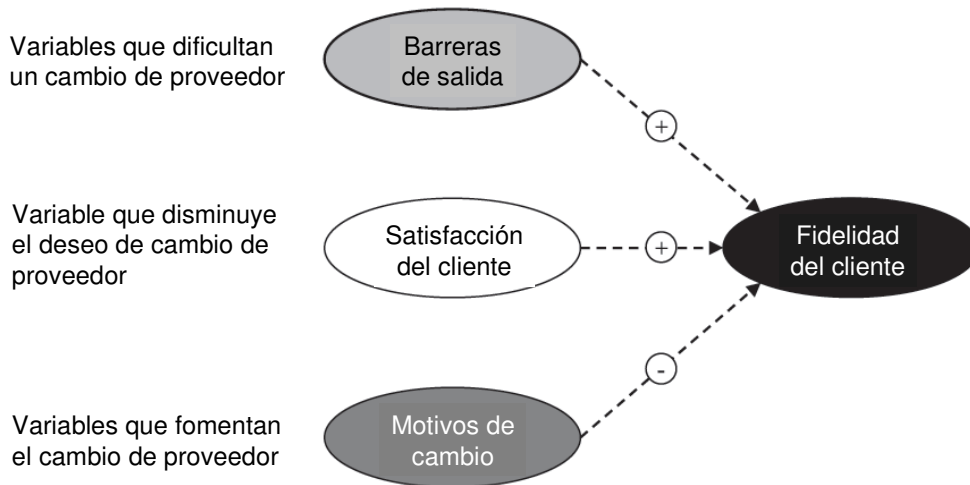 Variables que dificultan
un cambio de proveedor
Barreras
de salida
+
Variable que disminuye
el deseo de cambio de
proveedor
Satisfacción
del cliente
+
Fidelidad
del cliente
-
Variables que fomentan
el cambio de proveedor
Motivos de
cambio